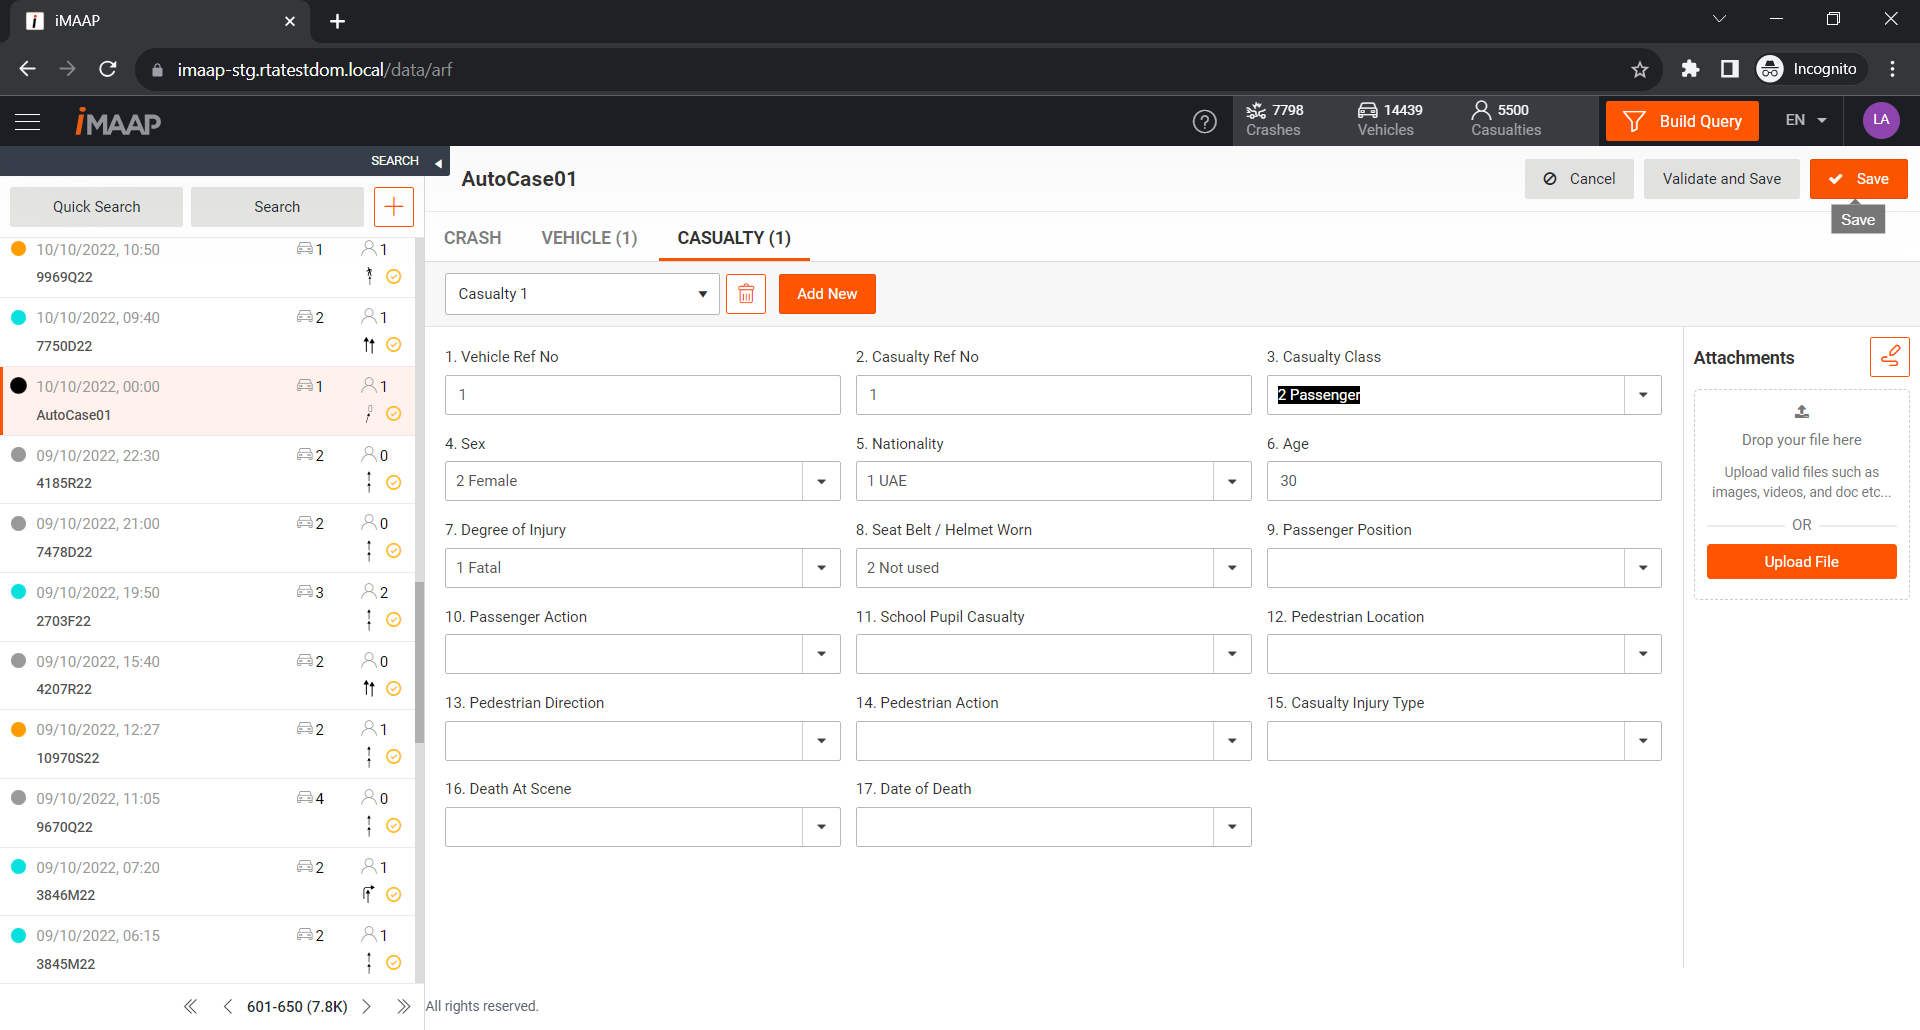 iMAAP
imaap-stg.rtatestdom.local/data/arf
Incognito
iMAAP
7798
Crashes
14439
Vehicles
5500
Casualties
Build Query
EN
LA
SEARCH
Quick Search
Search
AutoCase01
Cancel
Validate and Save
Save
Save
CRASH
VEHICLE (1)
CASUALTY (1)
Casualty 1
Add New
10/10/2022, 10:50 1 1
9969Q22
10/10/2022, 09:40 2 1
7750D22
10/10/2022, 00:00 1 1
AutoCase01
09/10/2022, 22:30 2 0
4185R22
09/10/2022, 21:00 2 0
7478D22
09/10/2022, 19:50 3 2
2703F22
09/10/2022, 15:40 2 0
4207R22
09/10/2022, 12:27 2 1
10970S22
09/10/2022, 11:05 4 0
9670Q22
09/10/2022, 07:20 2 1
3846M22
09/10/2022, 06:15 2 1
3845M22
601-650 (7.8K)
1. Vehicle Ref No
1
2. Casualty Ref No
1
3. Casualty Class
2 Passenger
4. Sex
2 Female
5. Nationality
1 UAE
6. Age
30
7. Degree of Injury
1 Fatal
8. Seat Belt / Helmet Worn
2 Not used
9. Passenger Position
10. Passenger Action
11. School Pupil Casualty
12. Pedestrian Location
13. Pedestrian Direction
14. Pedestrian Action
15. Casualty Injury Type
16. Death At Scene
17. Date of Death
Attachments
Drop your file here
Upload valid files such as
images, videos, and doc etc...
OR
Upload File
All rights reserved.